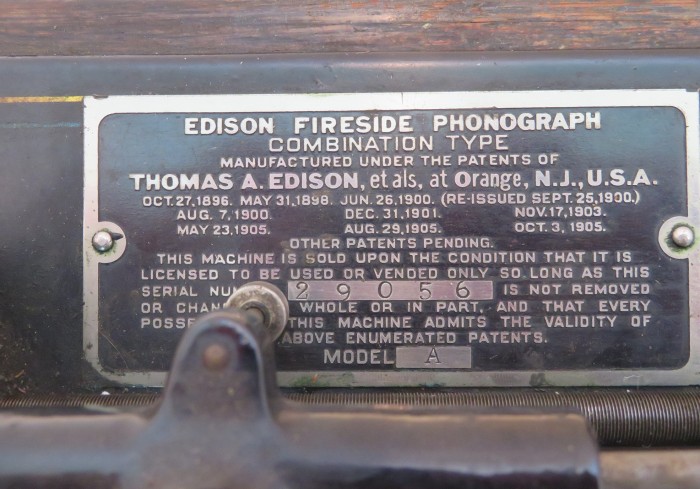 EDISON FIRESIDE PHONOGRAPH
COMBINATION TYPE
MANUFACTURED UNDER THE PATENTS OF
THOMAS A. EDISON, et als, at Orange, N.J., U.S.A.
OCT. 27, 1896. MAY 31, 1898. JUN. 26, 1900. (RE-ISSUED SEPT. 25, 1900.)
AUG. 7, 1900. DEC. 31, 1901. NOV. 17, 1903.
MAY 23, 1905. AUG. 29, 1905. OCT. 3, 1905.
OTHER PATENTS PENDING.
THIS MACHINE IS SOLD UPON THE CONDITION THAT IT IS
LICENSED TO BE USED OR VENDED ONLY SO LONG AS THIS
SERIAL NU 29056 IS NOT REMOVED
OR CHAN WHOLE OR IN PART, AND THAT EVERY
POSSE THIS MACHINE ADMITS THE VALIDITY OF
ABOVE ENUMERATED PATENTS.
MODEL A